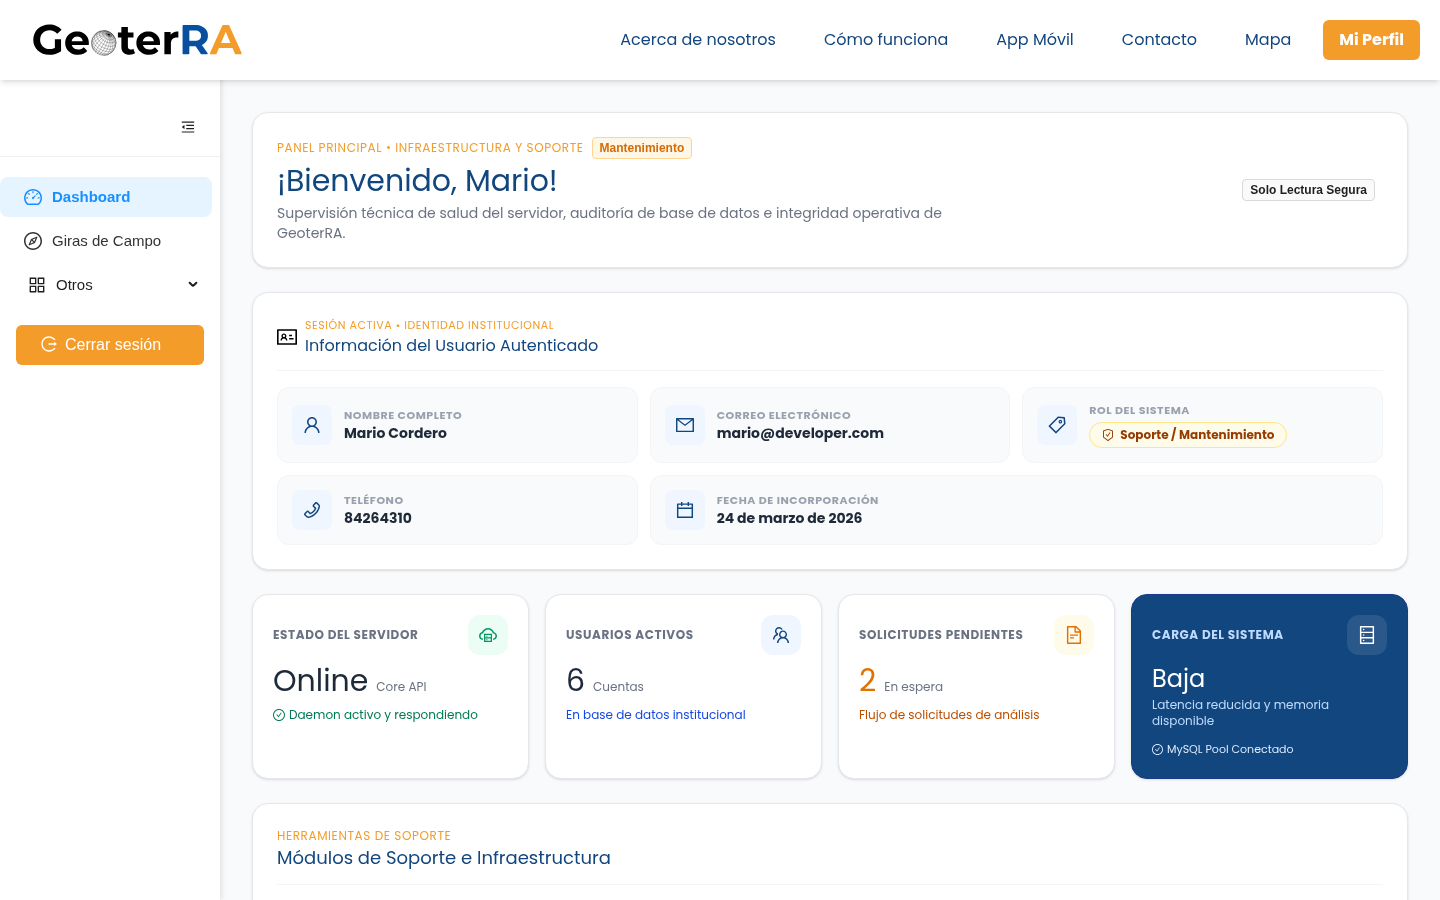 GeoterRA
Acerca de nosotros
Cómo funciona
App Móvil
Contacto
Mapa
Mi Perfil
Dashboard
Giras de Campo
Otros
Cerrar sesión
PANEL PRINCIPAL • INFRAESTRUCTURA Y SOPORTE Mantenimiento
¡Bienvenido, Mario!
Supervisión técnica de salud del servidor, auditoría de base de datos e integridad operativa de
GeoterRA.
Solo Lectura Segura
SESIÓN ACTIVA • IDENTIDAD INSTITUCIONAL
Información del Usuario Autenticado
NOMBRE COMPLETO
Mario Cordero
CORREO ELECTRÓNICO
mario@developer.com
ROL DEL SISTEMA
Soporte / Mantenimiento
TELÉFONO
84264310
FECHA DE INCORPORACIÓN
24 de marzo de 2026
ESTADO DEL SERVIDOR
Online Core API
Daemon activo y respondiendo
USUARIOS ACTIVOS
6 Cuentas
En base de datos institucional
SOLICITUDES PENDIENTES
2 En espera
Flujo de solicitudes de análisis
CARGA DEL SISTEMA
Baja
Latencia reducida y memoria
disponible
MySQL Pool Conectado
HERRAMIENTAS DE SOPORTE
Módulos de Soporte e Infraestructura